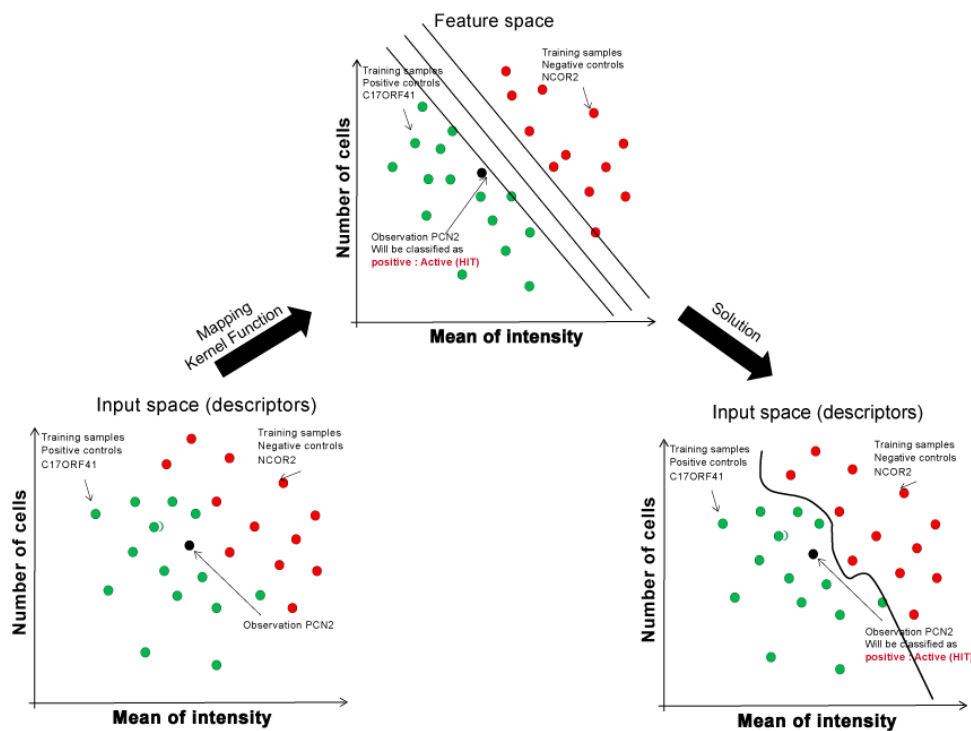 Feature space
Training samples
Positive controls
C17ORF41
Training samples
Negative controls
NCOR2
Number of cells
Observation PCN2
Will be classified as
positive : Active (HIT)
Mean of intensity
Mapping
Kernel Function
Solution
Input space (descriptors)
Training samples
Positive controls
C17ORF41
Training samples
Negative controls
NCOR2
Number of cells
Observation PCN2
Mean of intensity
Input space (descriptors)
Training samples
Positive controls
C17ORF41
Training samples
Negative controls
NCOR2
Number of cells
Observation PCN2
Will be classified as
positive : Active (HIT)
Mean of intensity